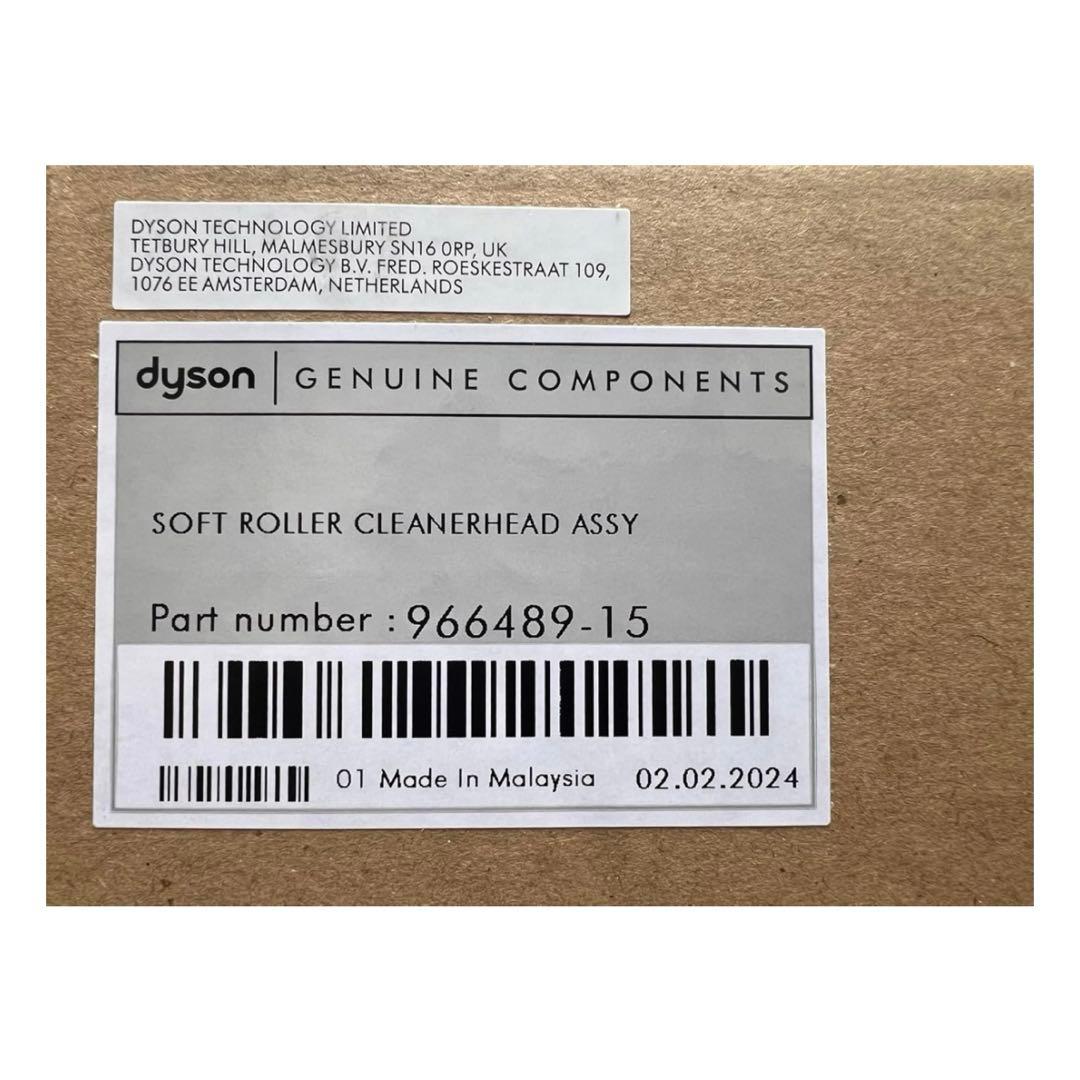 DYSON TECHNOLOGY LIMITED
TETBURY HILL, MALMESBURY SN16 0RP, UK
DYSON TECHNOLOGY B.V. FRED. ROESKESTRAAT 109,
1076 EE AMSTERDAM, NETHERLANDS
dyson | GENUINE COMPONENTS
SOFT ROLLER CLEANERHEAD ASSY
Part number : 966489-15
01 Made In Malaysia 02.02.2024